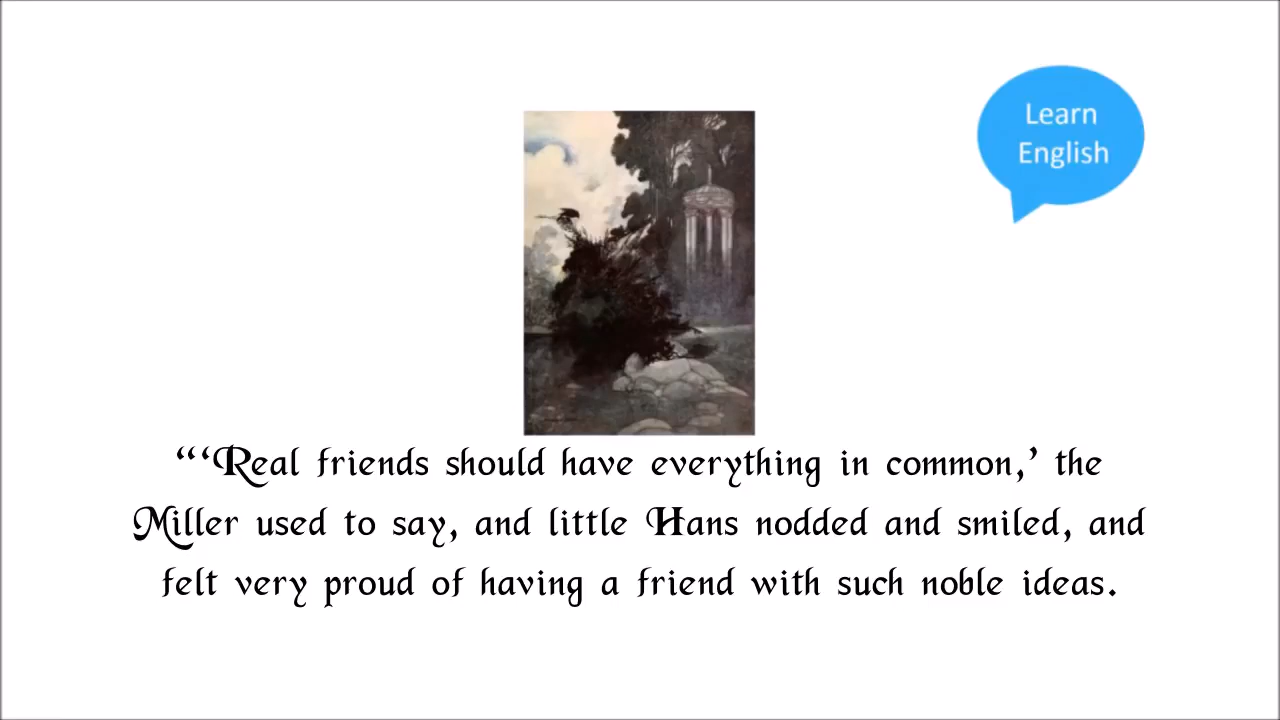 Learn
English
“‘Real friends should have everything in common,’ the
Miller used to say, and little Hans nodded and smiled, and
felt very proud of having a friend with such noble ideas.